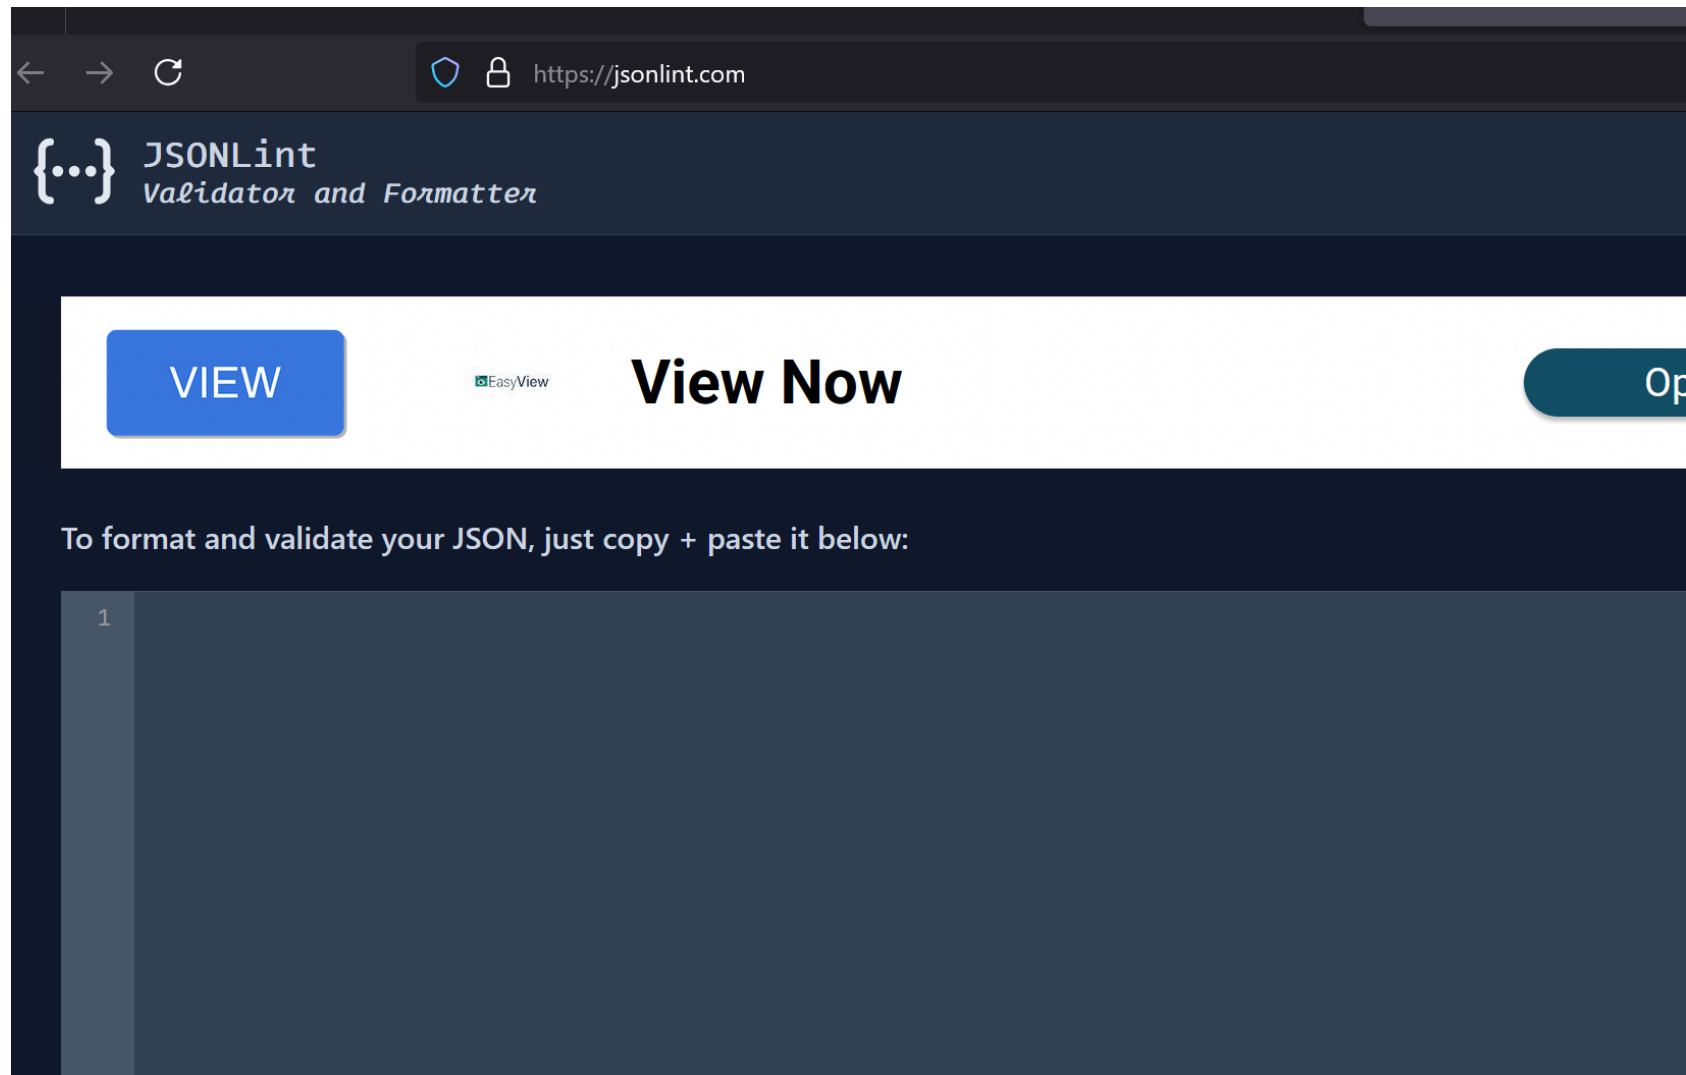 https://jsonlint.com
{...} JSONLint
Validator and Formatter
VIEW
EasyView
View Now
Op
To format and validate your JSON, just copy + paste it below:
1